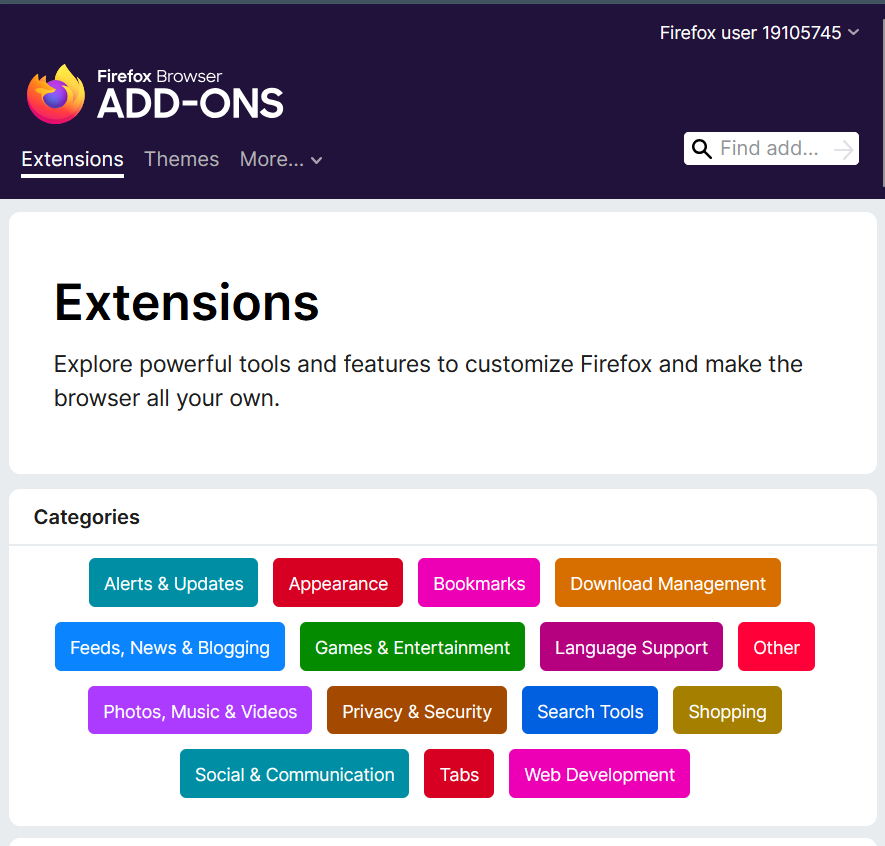 Firefox user 19105745
Firefox Browser
ADD-ONS
Extensions Themes More...
Find add...
Extensions
Explore powerful tools and features to customize Firefox and make the
browser all your own.
Categories
Alerts & Updates Appearance Bookmarks Download Management
Feeds, News & Blogging Games & Entertainment Language Support Other
Photos, Music & Videos Privacy & Security Search Tools Shopping
Social & Communication Tabs Web Development